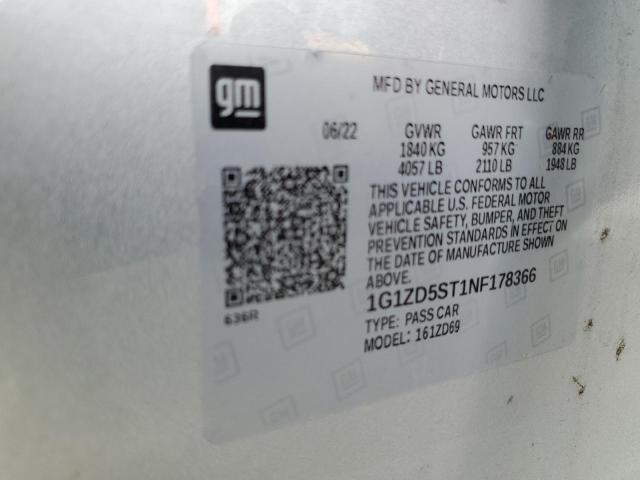 gm
MFD BY GENERAL MOTORS LLC
06/22 GVWR GAWR FRT GAWR RR
1840 KG 957 KG 884 KG
4057 LB 2110 LB 1948 LB
THIS VEHICLE CONFORMS TO ALL
APPLICABLE U.S. FEDERAL MOTOR
VEHICLE SAFETY, BUMPER, AND THEFT
PREVENTION STANDARDS IN EFFECT ON
THE DATE OF MANUFACTURE SHOWN
ABOVE.
1G1ZD5ST1NF178366
636R
TYPE: PASS CAR
MODEL: 161ZD69